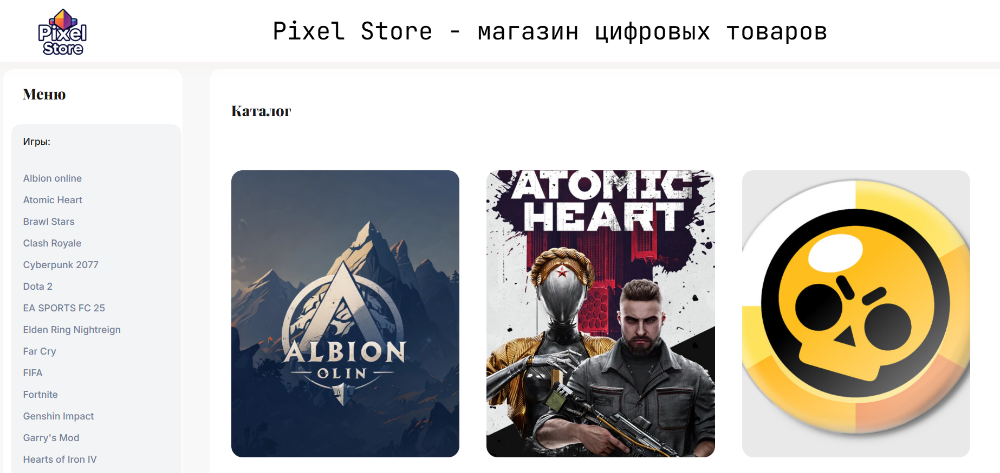 Pixel
Store
Pixel Store - магазин цифровых товаров
Меню
Игры:
Albion online
Atomic Heart
Brawl Stars
Clash Royale
Cyberpunk 2077
Dota 2
EA SPORTS FC 25
Elden Ring Nightreign
Far Cry
FIFA
Fortnite
Genshin Impact
Garry's Mod
Hearts of Iron IV
Каталог
ALBION
OLIN
ATOMIC
HEART